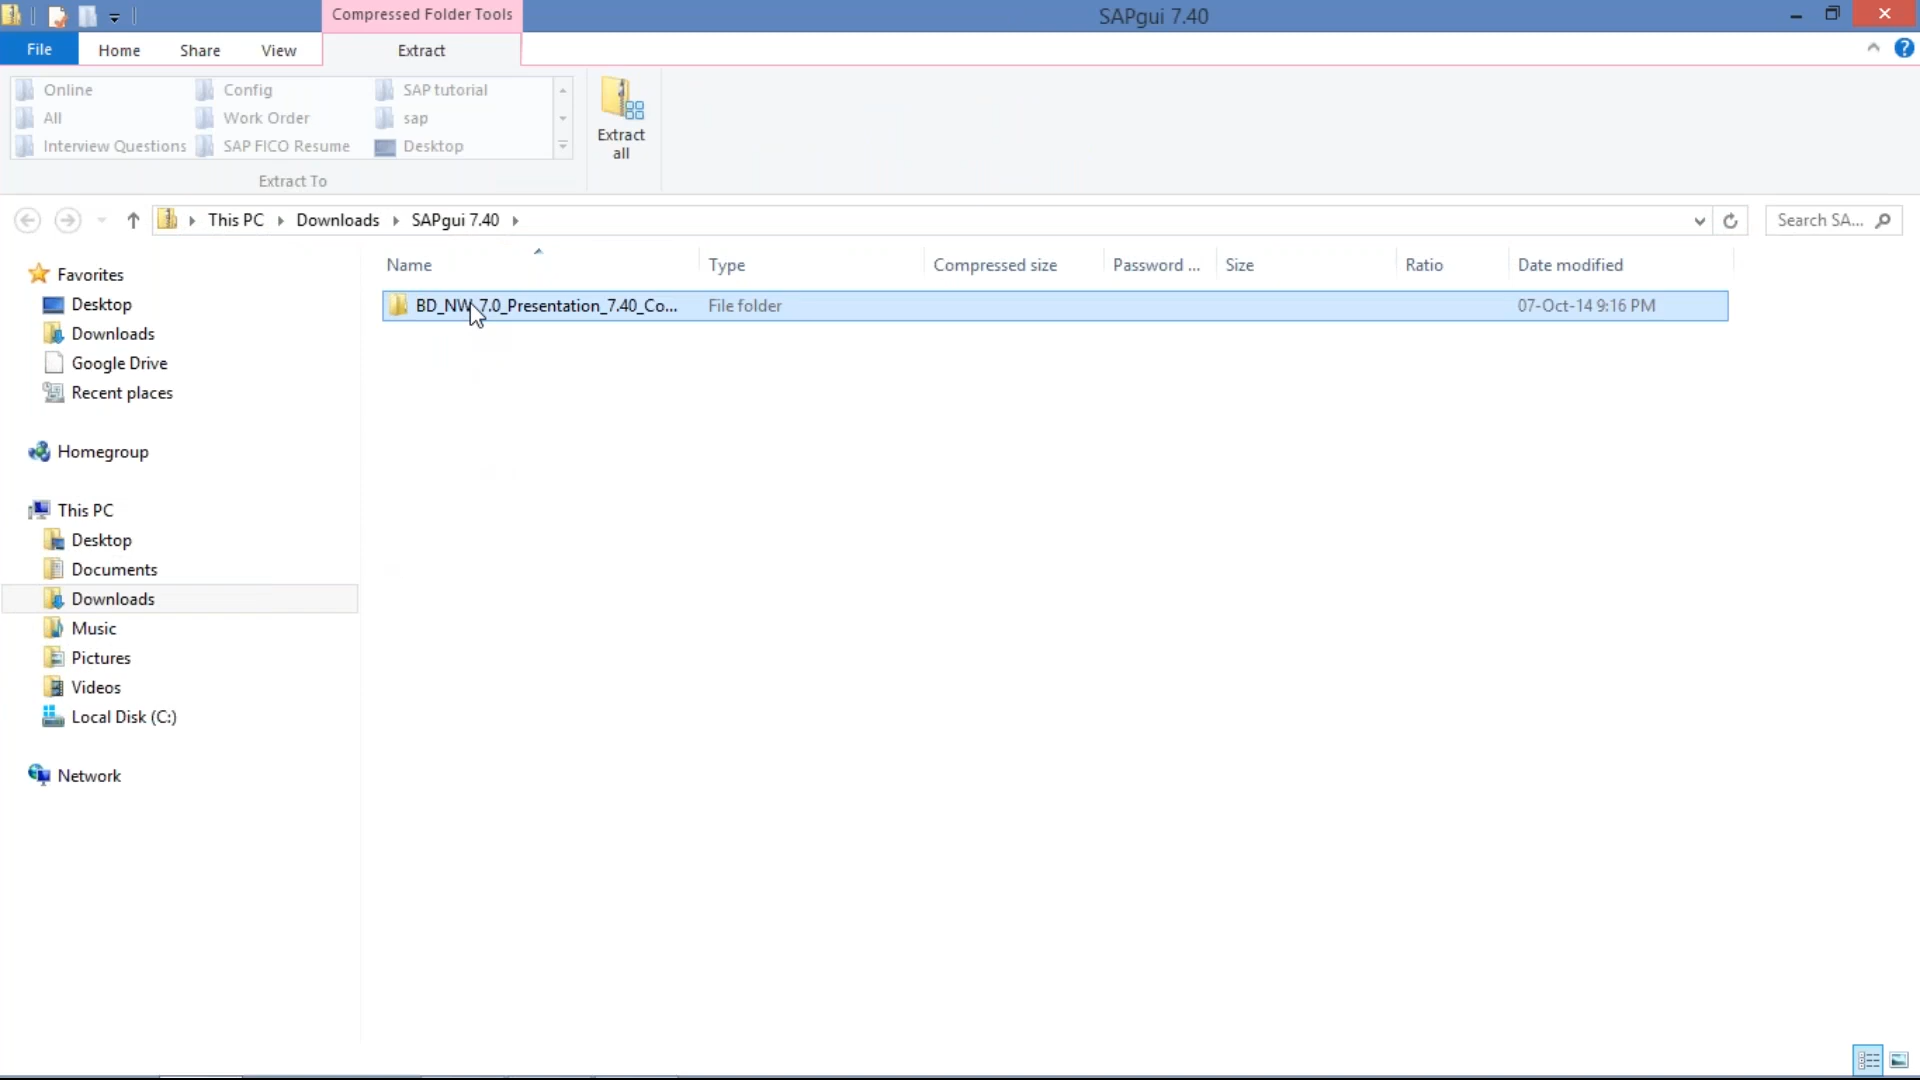 Compressed Folder Tools
SAPgui 7.40
File
Home
Share
View
Extract
Online
Config
SAP tutorial
All
Work Order
sap
Interview Questions
SAP FICO Resume
Desktop
Extract To
Extract
all
This PC
Downloads
SAPgui 7.40
Search SA...
Name
Type
Compressed size
Password ...
Size
Ratio
Date modified
BD_NW_7.0_Presentation_7.40_Co...
File folder
07-Oct-14 9:16 PM
Favorites
Desktop
Downloads
Google Drive
Recent places
Homegroup
This PC
Desktop
Documents
Downloads
Music
Pictures
Videos
Local Disk (C:)
Network